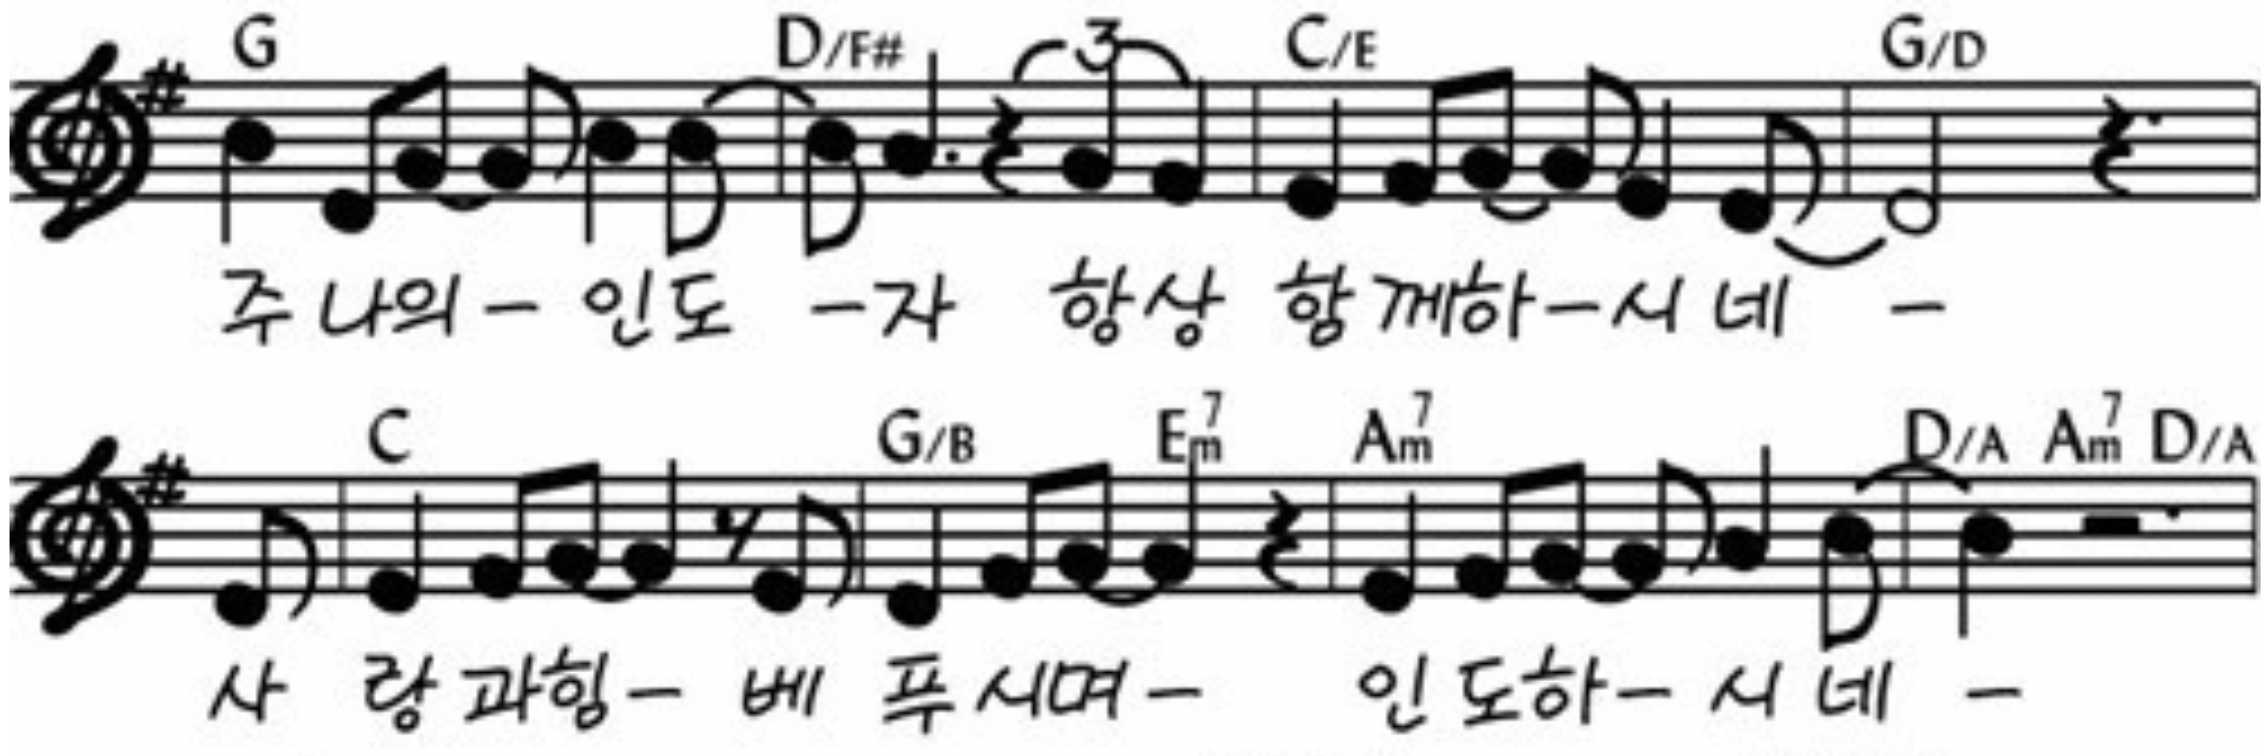 G D/F# 3 C/E G/D
주 나의- 인도 -자 항상 함께하-시 네 -
C G/B Em7 Am7 D/A Am7 D/A
사 랑 과힘- 베 푸 시며- 인 도하- 시 네 -